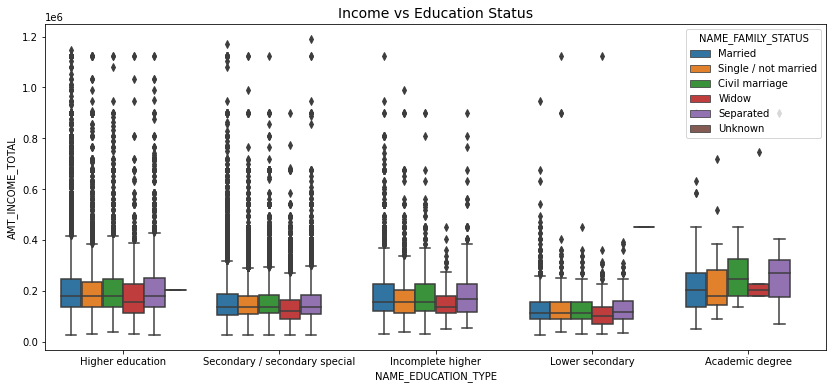 Income vs Education Status
1e6
1.2
1.0
0.8
0.6
0.4
0.2
0.0
AMT_INCOME_TOTAL
NAME_FAMILY_STATUS
Married
Single / not married
Civil marriage
Widow
Separated
Unknown
Higher education
Secondary / secondary special
Incomplete higher
Lower secondary
Academic degree
NAME_EDUCATION_TYPE